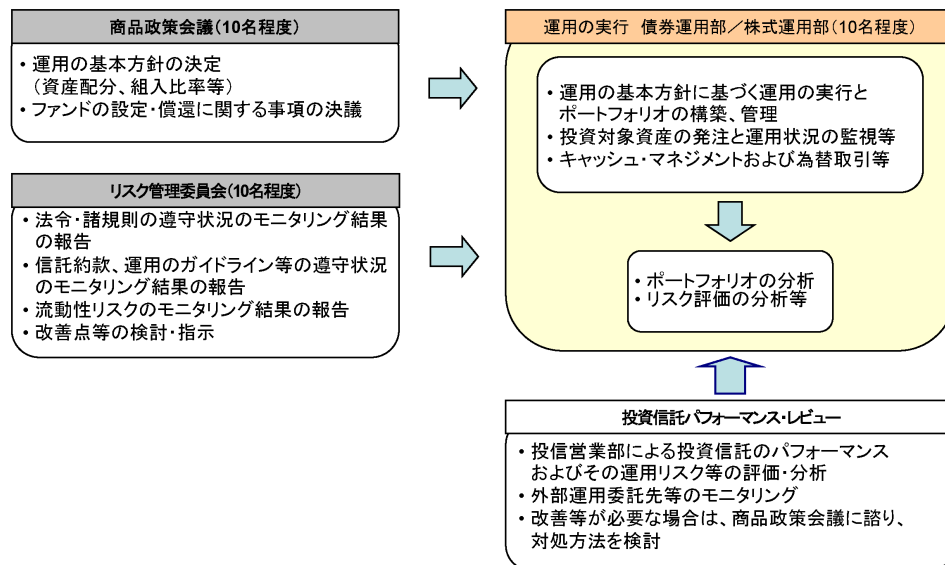 商品政策会議（10名程度）
・運用の基本方針の決定
（資産配分、組入比率等）
・ファンドの設定・償還に関する事項の決議
リスク管理委員会（10名程度）
・法令・諸規則の遵守状況のモニタリング結果
の報告
・信託約款、運用のガイドライン等の遵守状況
のモニタリング結果の報告
・流動性リスクのモニタリング結果の報告
・改善点等の検討・指示
運用の実行　債券運用部／株式運用部（10名程度）
・運用の基本方針に基づく運用の実行と
ポートフォリオの構築、管理
・投資対象資産の発注と運用状況の監視等
・キャッシュ・マネジメントおよび為替取引等
・ポートフォリオの分析
・リスク評価の分析等
投資信託パフォーマンス・レビュー
・投信営業部による投資信託のパフォーマンス
およびその運用リスク等の評価・分析
・外部運用委託先等のモニタリング
・改善等が必要な場合は、商品政策会議に諮り、
対処方法を検討